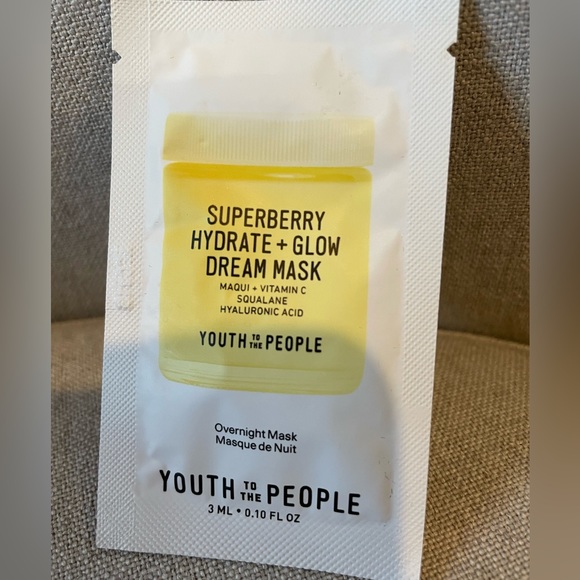 SUPERBERRY
HYDRATE + GLOW
DREAM MASK
MAQUI + VITAMIN C
SQUALANE
HYALURONIC ACID
YOUTH TO THE PEOPLE
Overnight Mask
Masque de Nuit
YOUTH TO THE PEOPLE
3 ML • 0.10 FL OZ